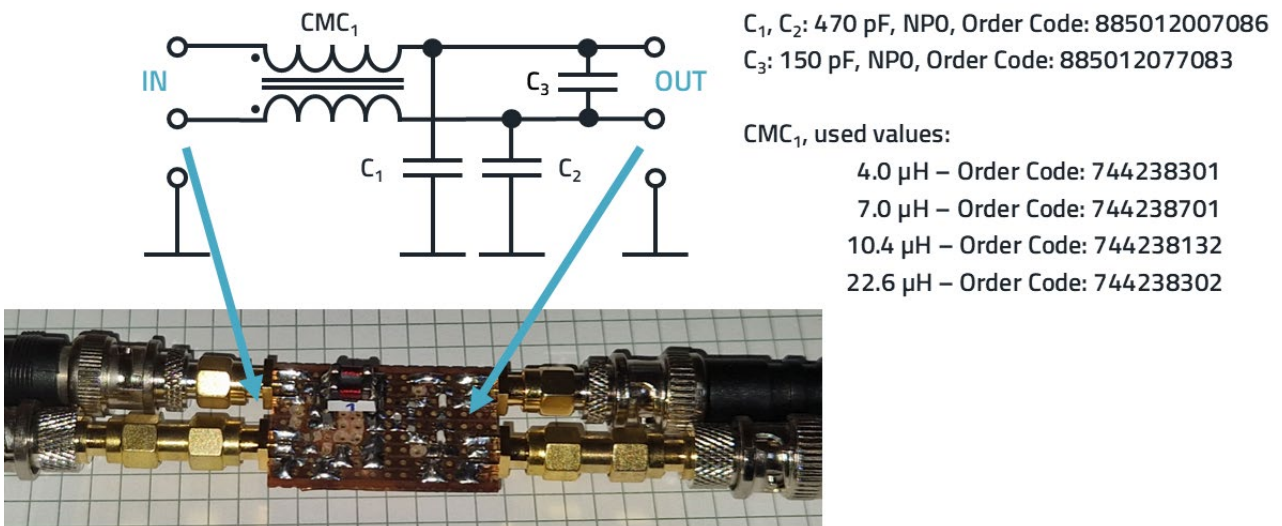 CMC₁
IN
C₃
OUT
C₁
C₂
C₁, C₂: 470 pF, NP0, Order Code: 885012007086
C₃: 150 pF, NP0, Order Code: 885012077083
CMC₁, used values:
4.0 µH – Order Code: 744238301
7.0 µH – Order Code: 744238701
10.4 µH – Order Code: 744238132
22.6 µH – Order Code: 744238302